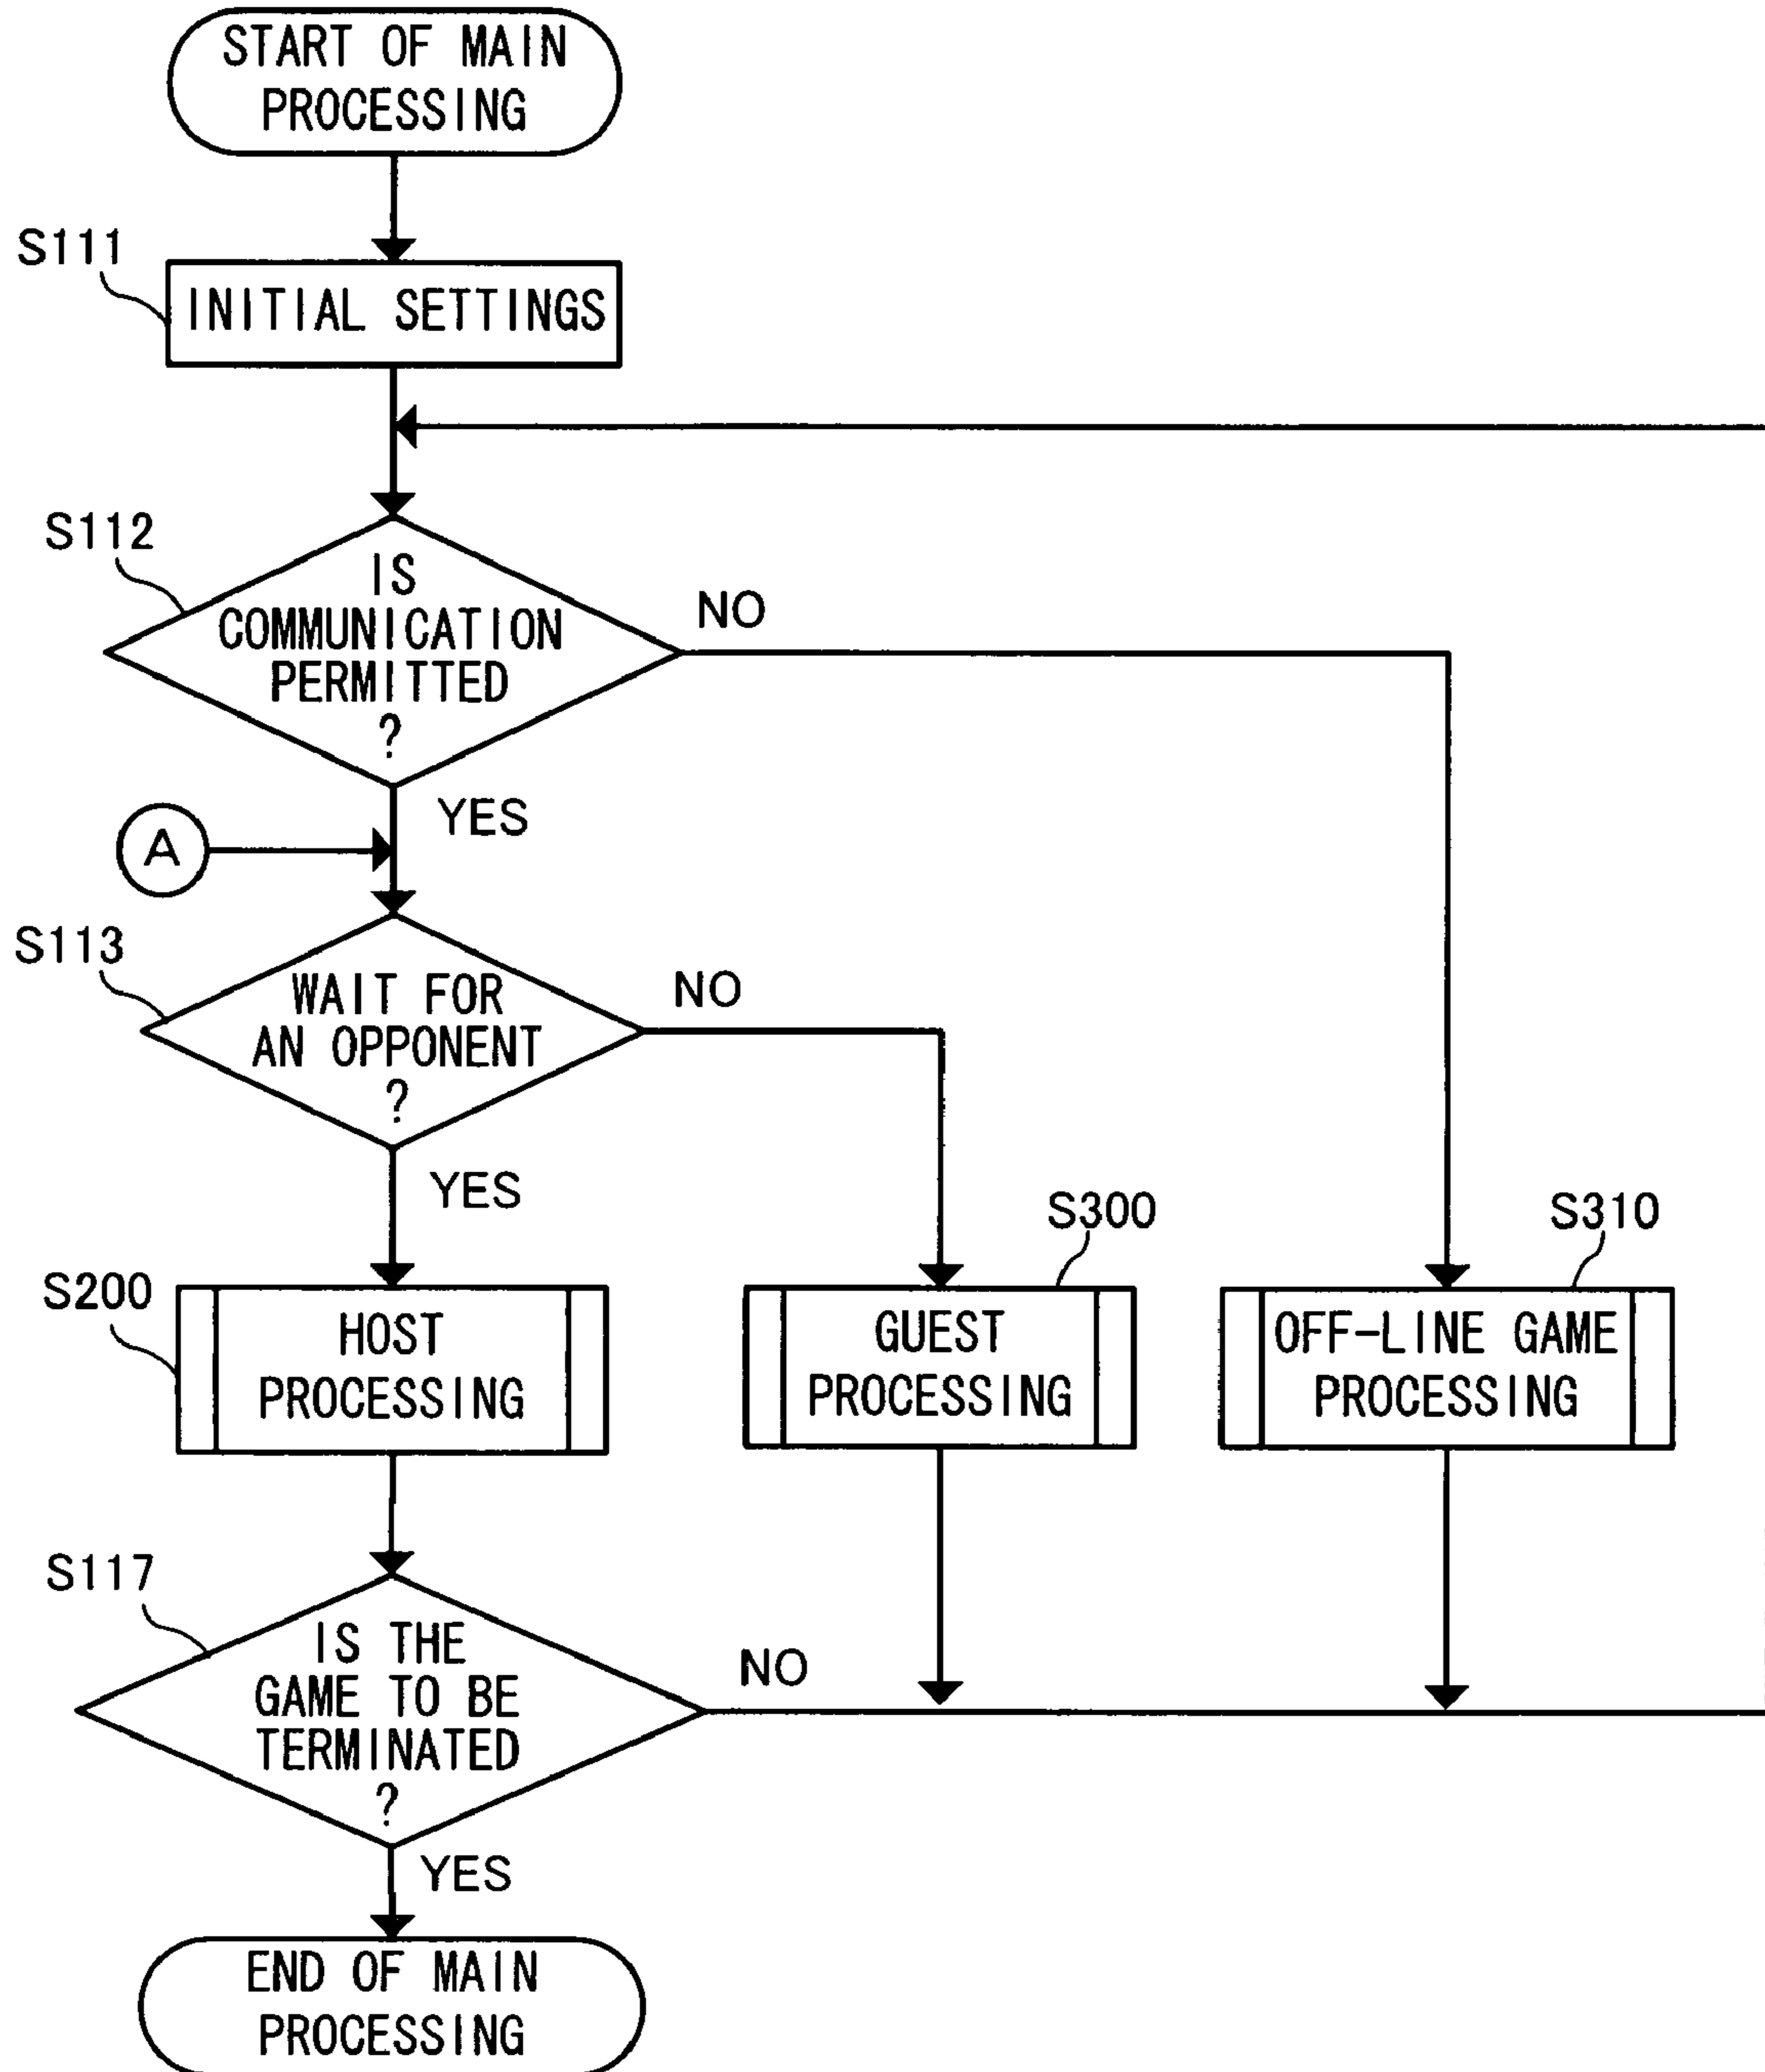 START OF MAIN
PROCESSING
S111
INITIAL SETTINGS
S112
IS
COMMUNICATION
PERMITTED
?
NO
YES
A
S113
WAIT FOR
AN OPPONENT
?
NO
YES
S200
HOST
PROCESSING
S300
GUEST
PROCESSING
S310
OFF-LINE GAME
PROCESSING
S117
IS THE
GAME TO BE
TERMINATED
?
NO
YES
END OF MAIN
PROCESSING